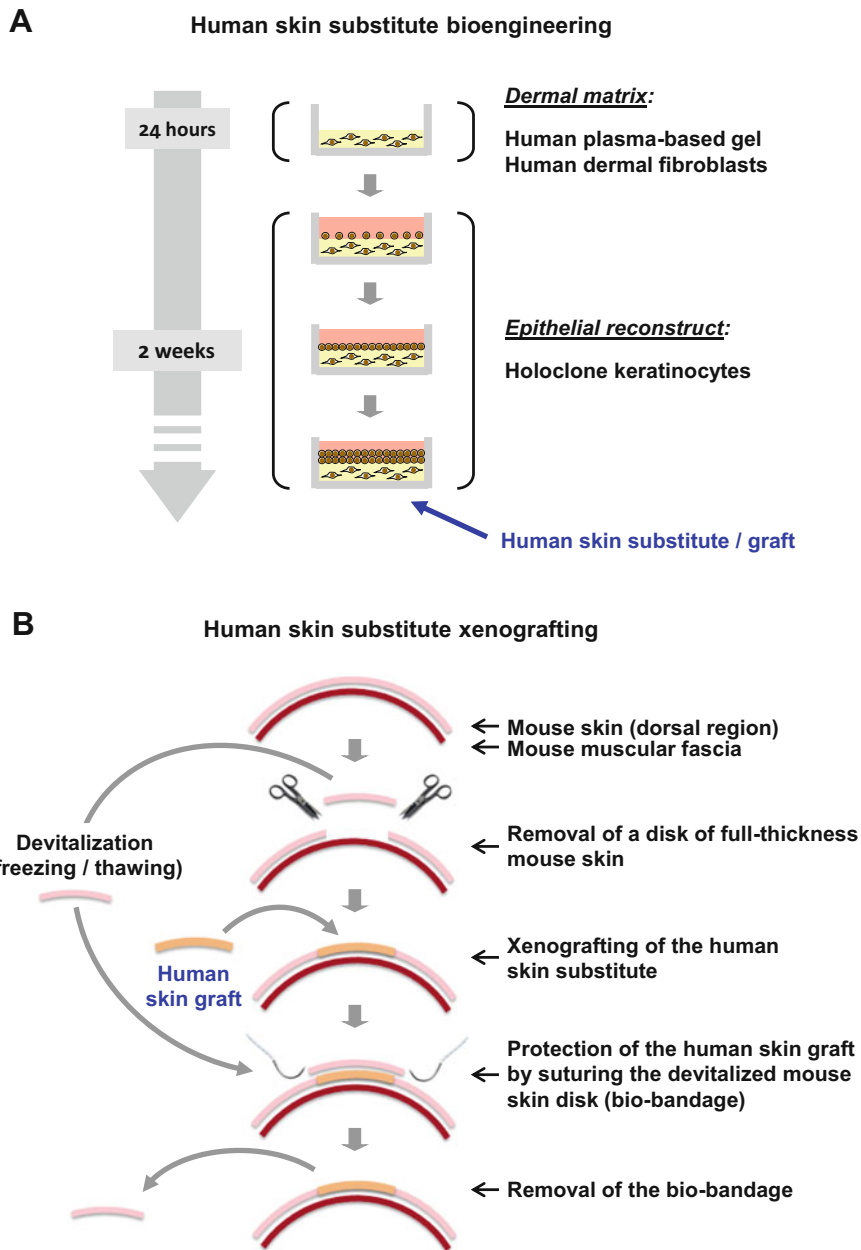 A
Human skin substitute bioengineering
24 hours
Dermal matrix:
Human plasma-based gel
Human dermal fibroblasts
2 weeks
Epithelial reconstruct:
Holoclone keratinocytes
Human skin substitute / graft
B
Human skin substitute xenografting
Mouse skin (dorsal region)
Mouse muscular fascia
Devitalization
freezing / thawing)
Removal of a disk of full-thickness
mouse skin
Human
skin graft
Xenografting of the human
skin substitute
Protection of the human skin graft
by suturing the devitalized mouse
skin disk (bio-bandage)
Removal of the bio-bandage